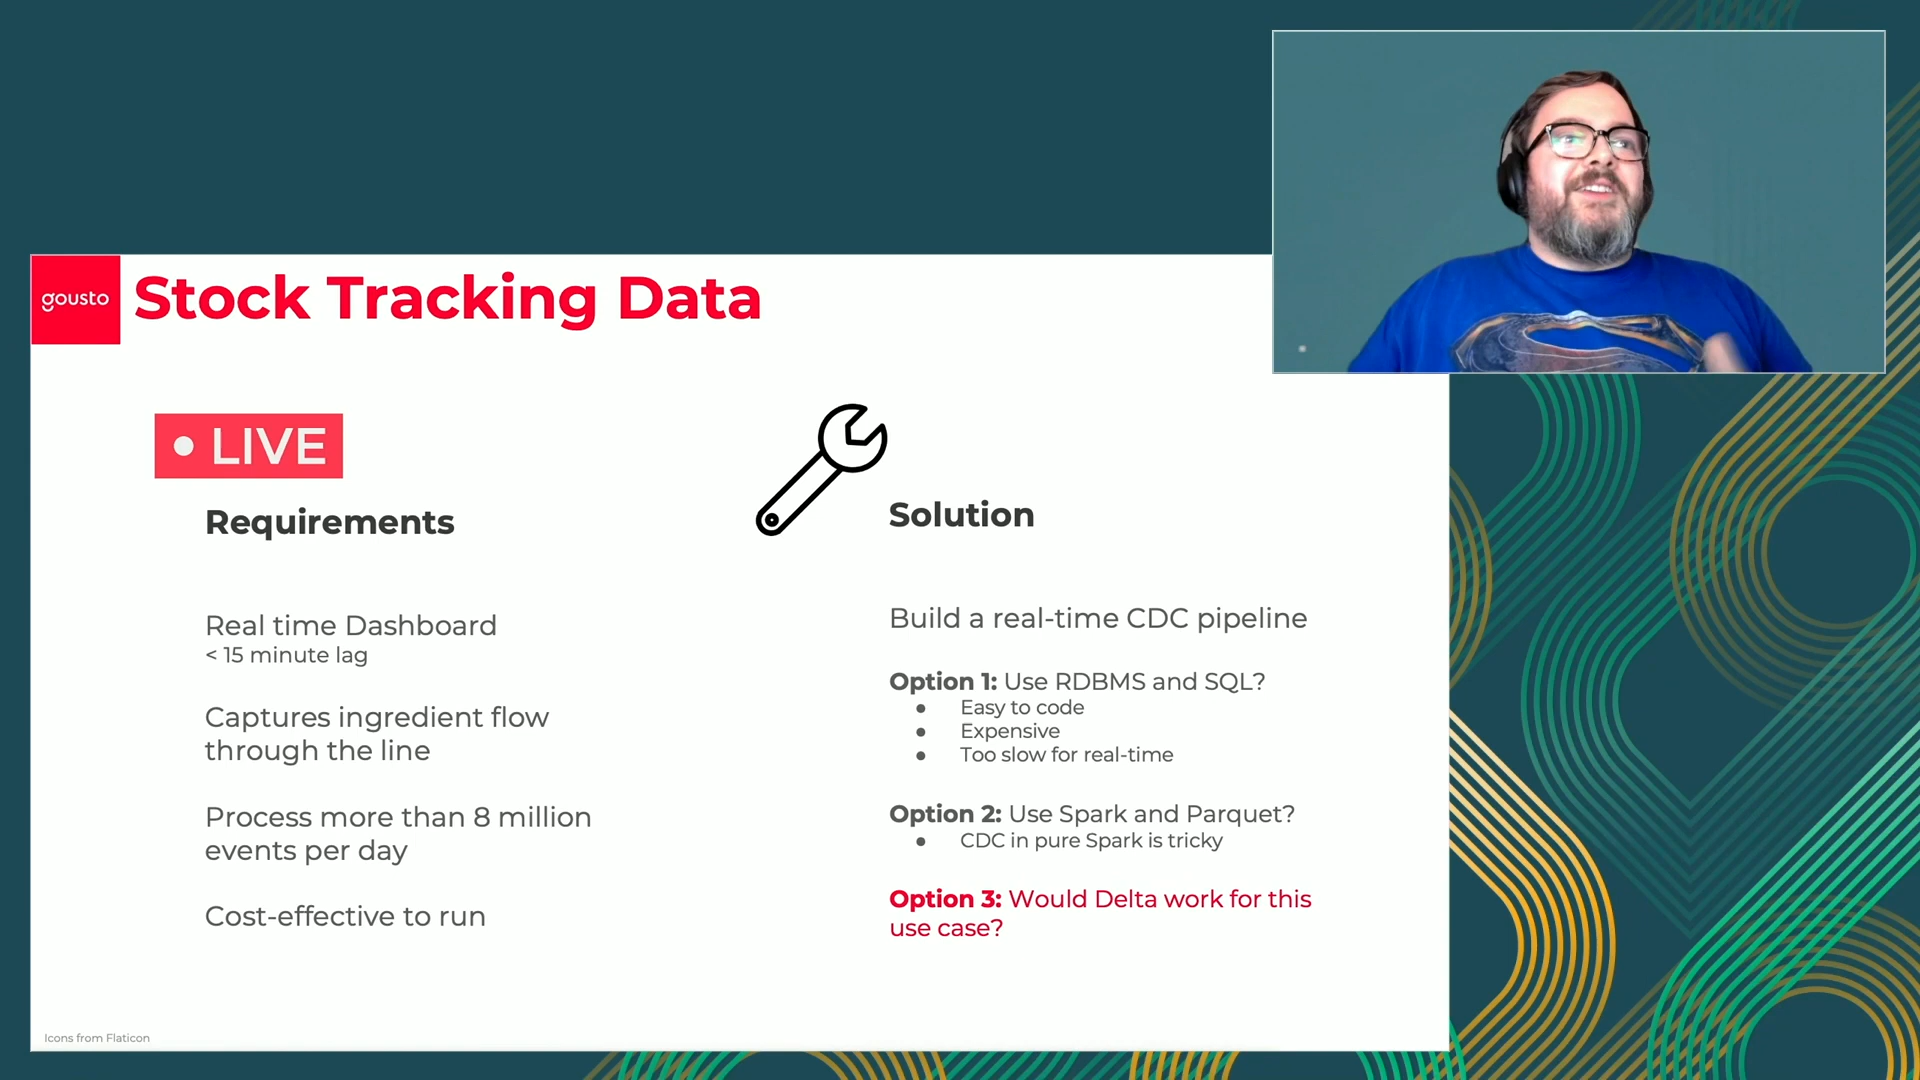 gousto
Stock Tracking Data
• LIVE
Requirements
Real time Dashboard
< 15 minute lag
Captures ingredient flow
through the line
Process more than 8 million
events per day
Cost-effective to run
Solution
Build a real-time CDC pipeline
Option 1: Use RDBMS and SQL?
● Easy to code
● Expensive
● Too slow for real-time
Option 2: Use Spark and Parquet?
● CDC in pure Spark is tricky
Option 3: Would Delta work for this
use case?
Icons from Flaticon